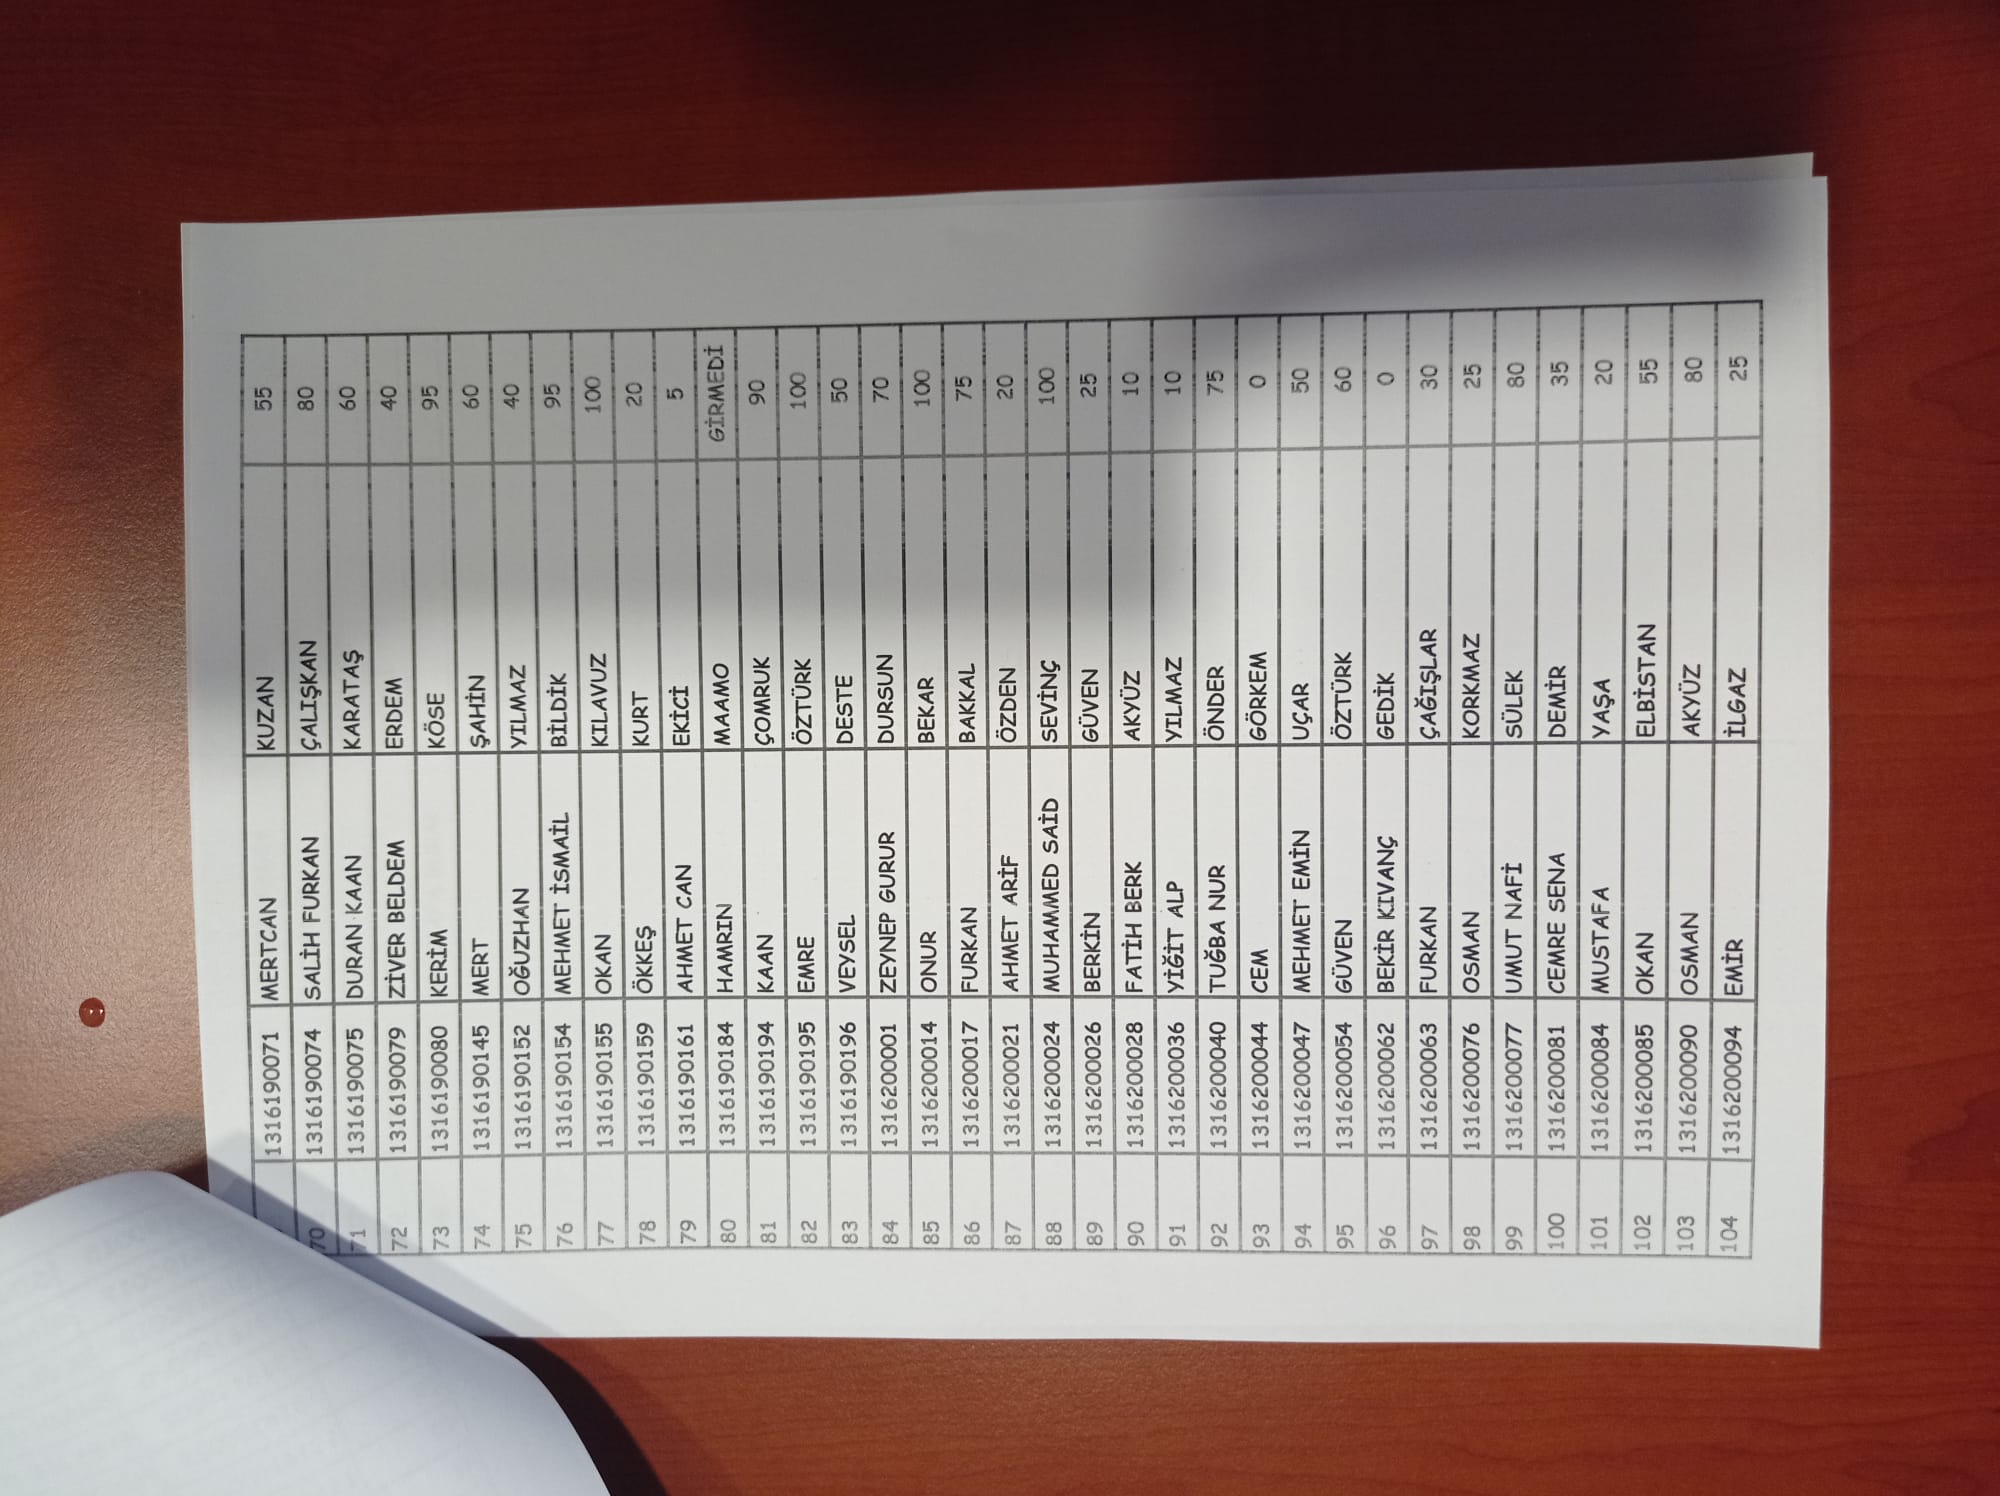 1316190071 MERTCAN KUZAN 55
70 1316190074 SALİH FURKAN ÇALIŞKAN 80
71 1316190075 DURAN KAAN KARATAŞ 60
72 1316190079 ZİVER BELDEM ERDEM 40
73 1316190080 KERİM KÖSE 95
74 1316190145 MERT ŞAHİN 60
75 1316190152 OĞUZHAN YILMAZ 40
76 1316190154 MEHMET İSMAİL BİLDİK 95
77 1316190155 OKAN KILAVUZ 100
78 1316190159 ÖKKEŞ KURT 20
79 1316190161 AHMET CAN EKİCİ 5
80 1316190184 HAMRIN MAAMO GİRMEDİ
81 1316190194 KAAN ÇOMRUK 90
82 1316190195 EMRE ÖZTÜRK 100
83 1316190196 VEYSEL DESTE 50
84 1316200001 ZEYNEP GURUR DURSUN 70
85 1316200014 ONUR BEKAR 100
86 1316200017 FURKAN BAKKAL 75
87 1316200021 AHMET ARİF ÖZDEN 20
88 1316200024 MUHAMMED SAİD SEVİNÇ 100
89 1316200026 BERKİN GÜVEN 25
90 1316200028 FATİH BERK AKYÜZ 10
91 1316200036 YİĞİT ALP YILMAZ 10
92 1316200040 TUĞBA NUR ÖNDER 75
93 1316200044 CEM GÖRKEM 0
94 1316200047 MEHMET EMİN UÇAR 50
95 1316200054 GÜVEN ÖZTÜRK 60
96 1316200062 BEKİR KIVANÇ GEDİK 0
97 1316200063 FURKAN ÇAĞIŞLAR 30
98 1316200076 OSMAN KORKMAZ 25
99 1316200077 UMUT NAFİ SÜLEK 80
100 1316200081 CEMRE SENA DEMİR 35
101 1316200084 MUSTAFA YAŞA 20
102 1316200085 OKAN ELBİSTAN 55
103 1316200090 OSMAN AKYÜZ 80
104 1316200094 EMİR İLGAZ 25